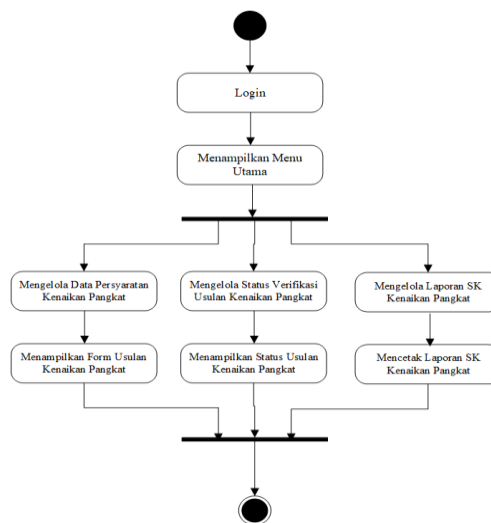 Login
Menampilkan Menu
Utama
Mengelola Data Persyaratan
Kenaikan Pangkat
Mengelola Status Verifikasi
Usulan Kenaikan Pangkat
Mengelola Laporan SK
Kenaikan Pangkat
Menampilkan Form Usulan
Kenaikan Pangkat
Menampilkan Status Usulan
Kenaikan Pangkat
Mencetak Laporan SK
Kenaikan Pangkat